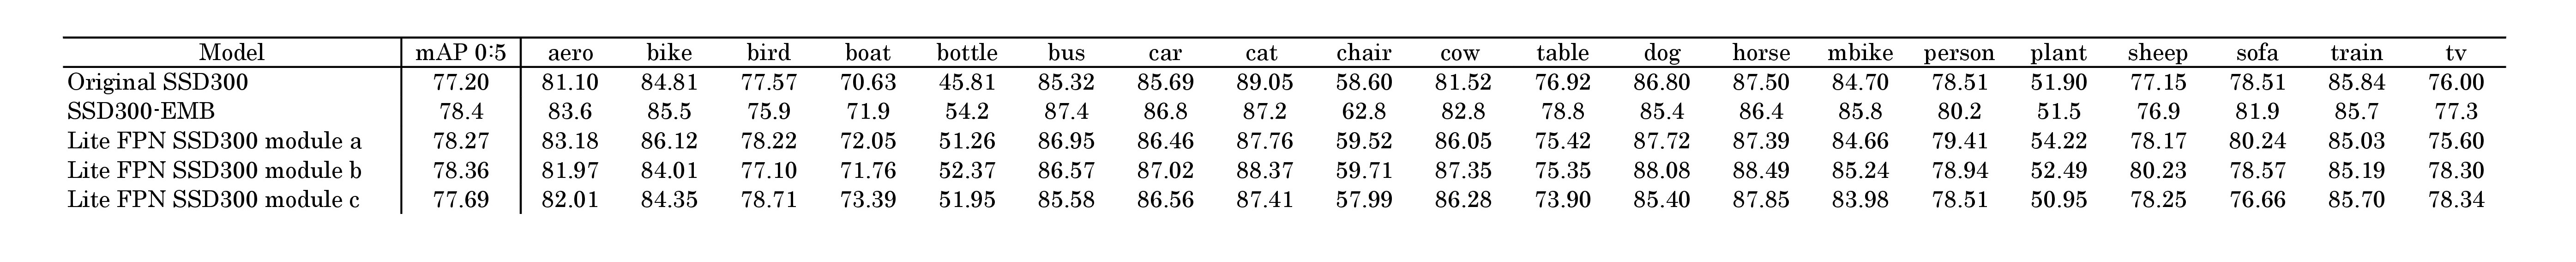 Model mAP 0:5 aero bike bird boat bottle bus car cat chair cow table dog horse mbike person plant sheep sofa train tv
Original SSD300 77.20 81.10 84.81 77.57 70.63 45.81 85.32 85.69 89.05 58.60 81.52 76.92 86.80 87.50 84.70 78.51 51.90 77.15 78.51 85.84 76.00
SSD300-EMB 78.4 83.6 85.5 75.9 71.9 54.2 87.4 86.8 87.2 62.8 82.8 78.8 85.4 86.4 85.8 80.2 51.5 76.9 81.9 85.7 77.3
Lite FPN SSD300 module a 78.27 83.18 86.12 78.22 72.05 51.26 86.95 86.46 87.76 59.52 86.05 75.42 87.72 87.39 84.66 79.41 54.22 78.17 80.24 85.03 75.60
Lite FPN SSD300 module b 78.36 81.97 84.01 77.10 71.76 52.37 86.57 87.02 88.37 59.71 87.35 75.35 88.08 88.49 85.24 78.94 52.49 80.23 78.57 85.19 78.30
Lite FPN SSD300 module c 77.69 82.01 84.35 78.71 73.39 51.95 85.58 86.56 87.41 57.99 86.28 73.90 85.40 87.85 83.98 78.51 50.95 78.25 76.66 85.70 78.34